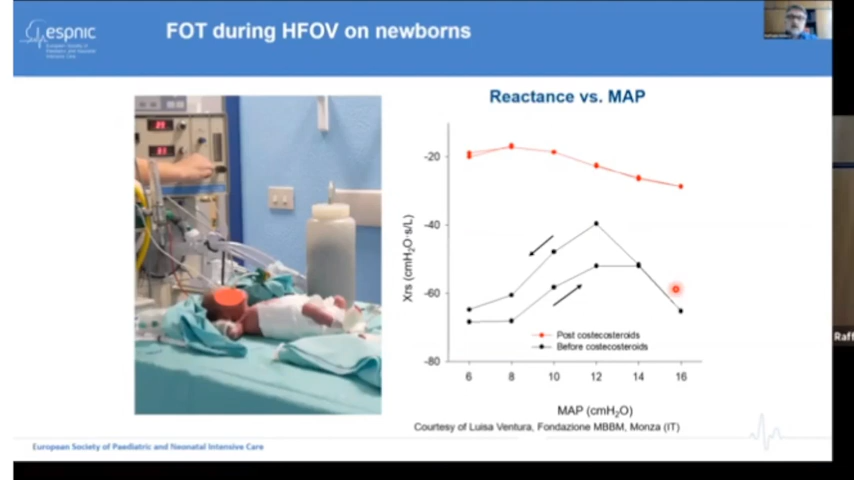 espnic
European Society of
Paediatric and Neonatal
Intensive Care
FOT during HFOV on newborns
Reactance vs. MAP
-20
-40
-60
-80
Xrs (cmH2O·s/L)
Post costecosteroids
Before costecosteroids
6 8 10 12 14 16
MAP (cmH2O)
Courtesy of Luisa Ventura, Fondazione MBBM, Monza (IT)
European Society of Paediatric and Neonatal Intensive Care
Raff